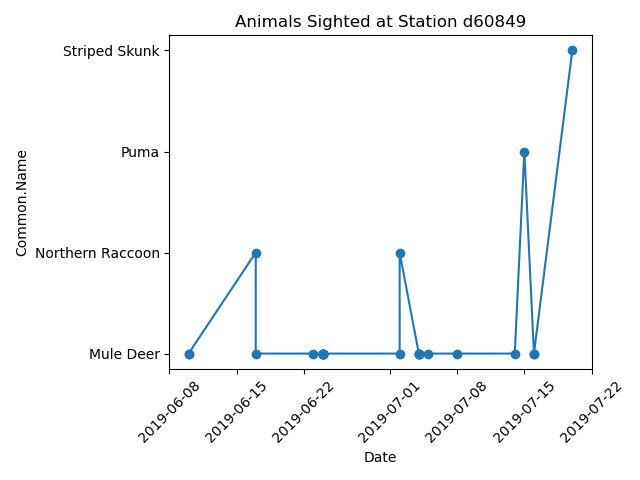 Animals Sighted at Station d60849
Striped Skunk
Puma
Northern Raccoon
Mule Deer
Common.Name
2019-06-08
2019-06-15
2019-06-22
2019-07-01
2019-07-08
2019-07-15
2019-07-22
Date